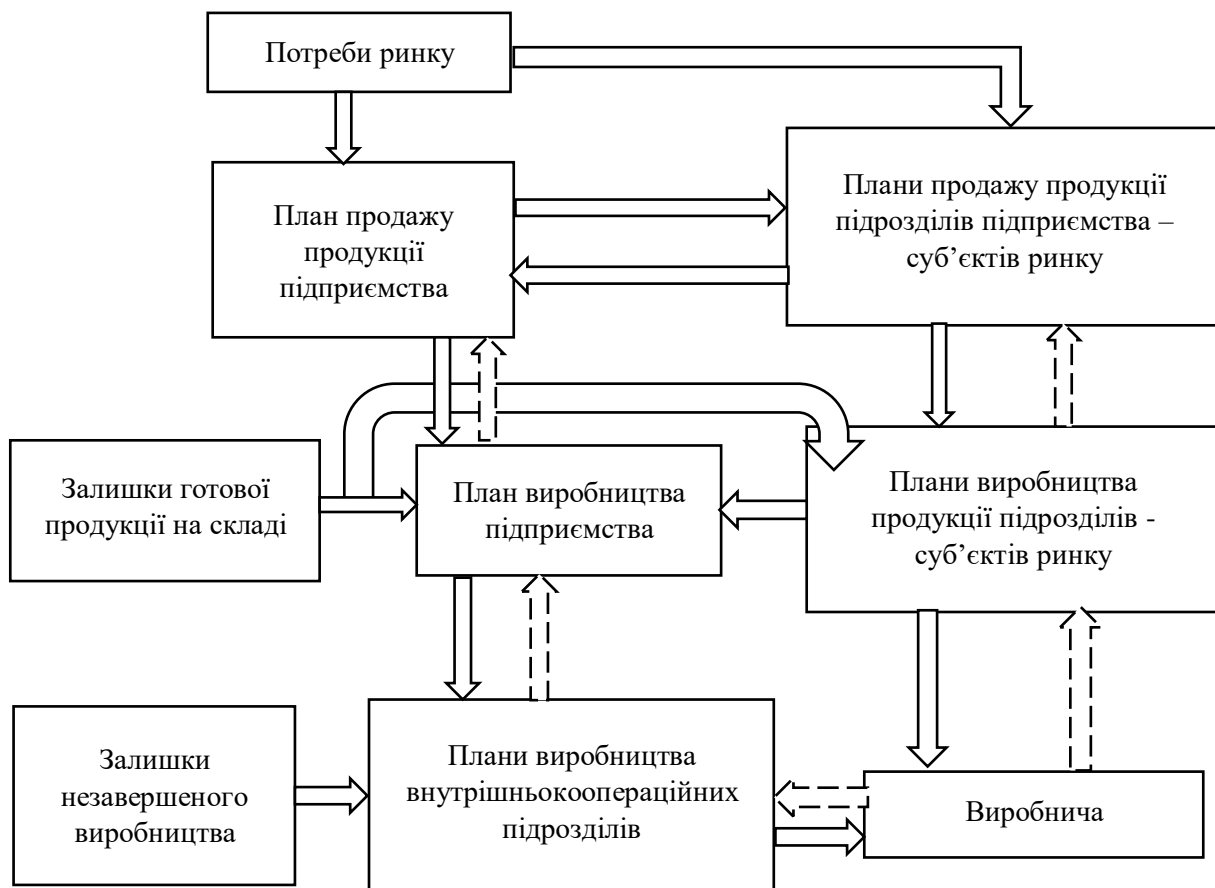 Потреби ринку
План продажу
продукції
підприємства
Плани продажу продукції
підрозділів підприємства –
суб’єктів ринку
Залишки готової
продукції на складі
План виробництва
підприємства
Плани виробництва
продукції підрозділів -
суб’єктів ринку
Залишки
незавершеного
виробництва
Плани виробництва
внутрішньокоопераційних
підрозділів
Виробнича